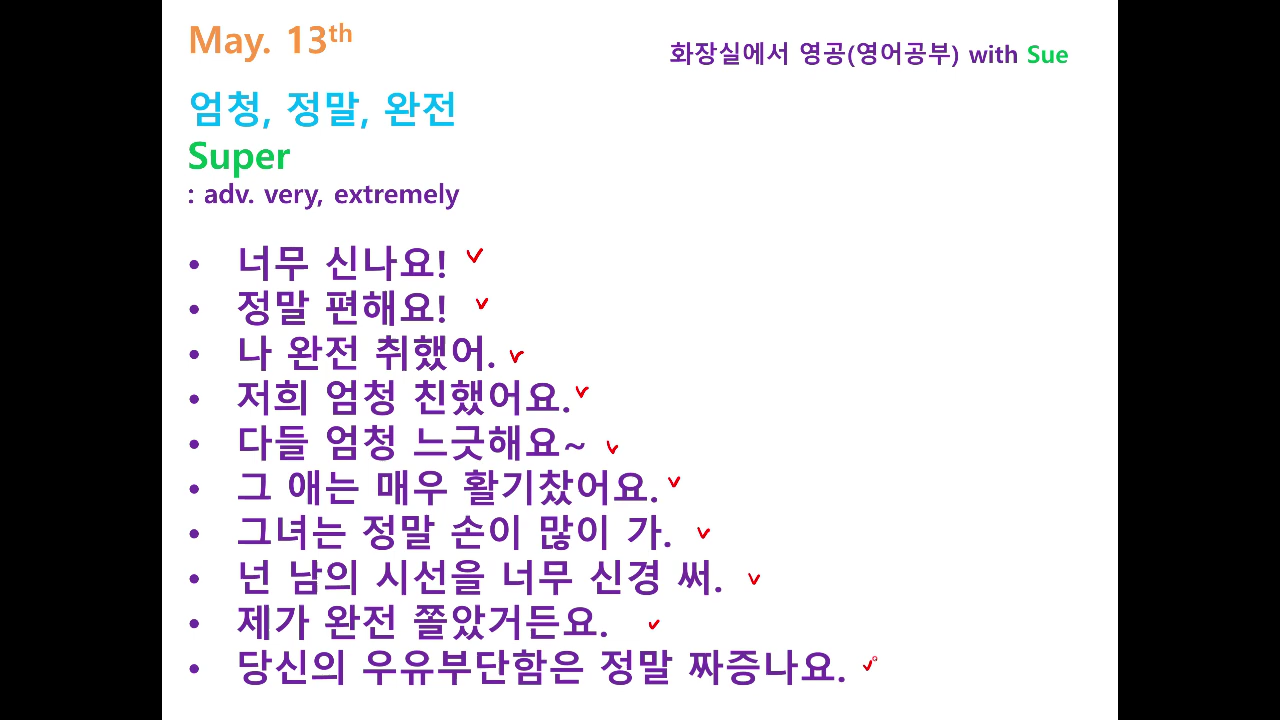 May. 13th
화장실에서 영공(영어공부) with Sue
엄청, 정말, 완전
Super
: adv. very, extremely
• 너무 신나요!
• 정말 편해요!
• 나 완전 취했어.
• 저희 엄청 친했어요.
• 다들 엄청 느긋해요~
• 그 애는 매우 활기찼어요.
• 그녀는 정말 손이 많이 가.
• 넌 남의 시선을 너무 신경 써.
• 제가 완전 쫄았거든요.
• 당신의 우유부단함은 정말 짜증나요.